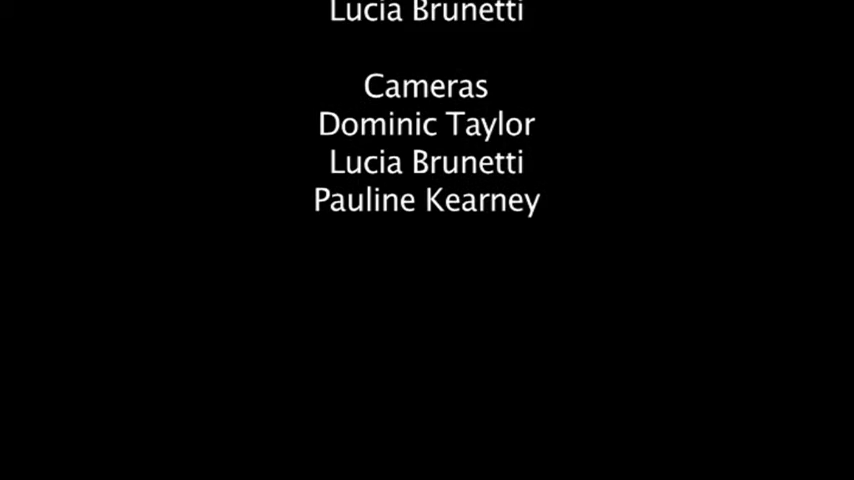 Lucia Brunetti
Cameras
Dominic Taylor
Lucia Brunetti
Pauline Kearney